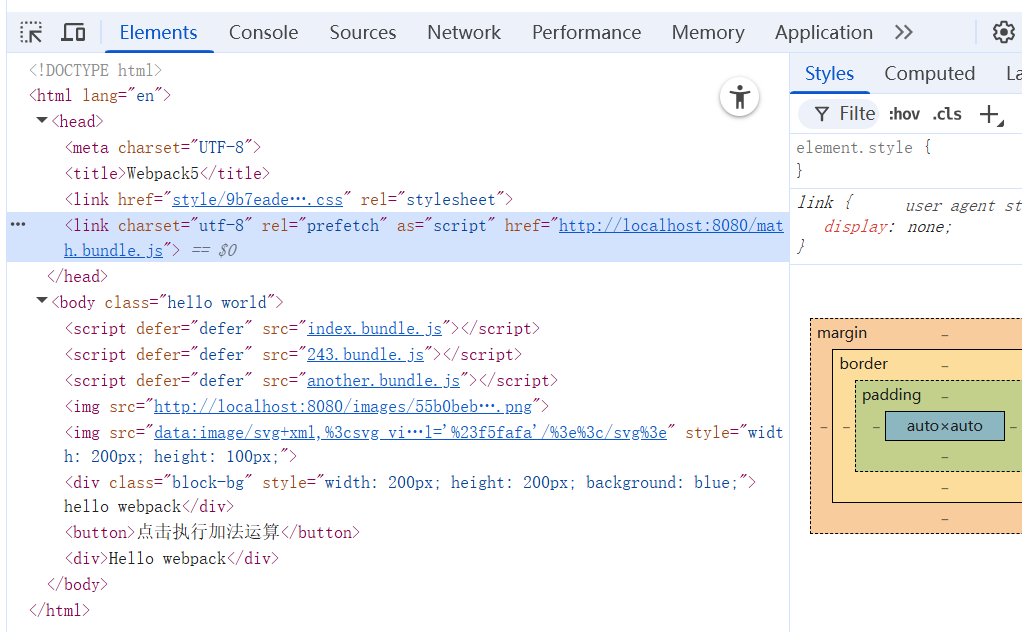 Elements Console Sources Network Performance Memory Application
<!DOCTYPE html>
<html lang="en">
<head>
<meta charset="UTF-8">
<title>Webpack5</title>
<link href="style/9b7eade….css" rel="stylesheet">
<link charset="utf-8" rel="prefetch" as="script" href="http://localhost:8080/mat
h.bundle.js"> == $0
</head>
<body class="hello world">
<script defer="defer" src="index.bundle.js"></script>
<script defer="defer" src="243.bundle.js"></script>
<script defer="defer" src="another.bundle.js"></script>
<img src="http://localhost:8080/images/55b0beb….png">
<img src="data:image/svg+xml,%3csvg vi…l='%23f5fafa'/%3e%3c/svg%3e" style="widt
h: 200px; height: 100px;">
<div class="block-bg" style="width: 200px; height: 200px; background: blue;">
hello webpack</div>
<button>点击执行加法运算</button>
<div>Hello webpack</div>
</body>
</html>
Styles Computed La
Filte :hov .cls
element.style {
}
link { user agent st
display: none;
}
margin –
border –
padding –
– – – auto×auto –
–
–
–